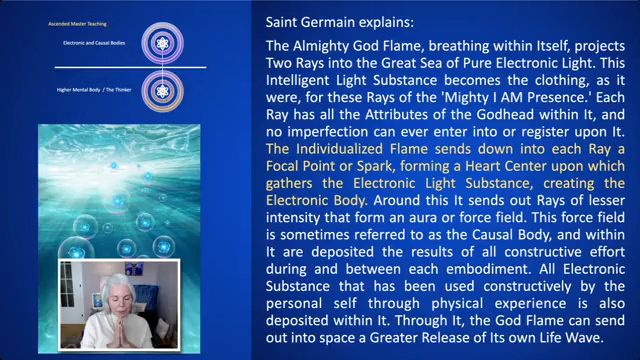 Ascended Master Teaching
Electronic and Causal Bodies
Higher Mental Body / The Thinker
Saint Germain explains:
The Almighty God Flame, breathing within Itself, projects
Two Rays into the Great Sea of Pure Electronic Light. This
Intelligent Light Substance becomes the clothing, as it
were, for these Rays of the 'Mighty I AM Presence.' Each
Ray has all the Attributes of the Godhead within It, and
no imperfection can ever enter into or register upon It.
The Individualized Flame sends down into each Ray a
Focal Point or Spark, forming a Heart Center upon which
gathers the Electronic Light Substance, creating the
Electronic Body. Around this It sends out Rays of lesser
intensity that form an aura or force field. This force field
is sometimes referred to as the Causal Body, and within
It are deposited the results of all constructive effort
during and between each embodiment. All Electronic
Substance that has been used constructively by the
personal self through physical experience is also
deposited within It. Through It, the God Flame can send
out into space a Greater Release of Its own Life Wave.